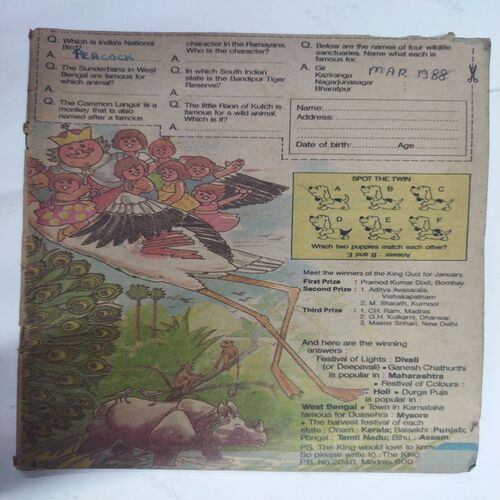 Q. Which is India's National
Bird?
A. PEACOCK
Q. The Sunderbans in West
Bengal are famous for
which animal?
A.
Q. The Common Langur is a
monkey that is also
named after a famous
character in the Ramayana.
Who is the character?
A.
Q. In which South Indian
state is the Bandipur Tiger
Reserve?
A.
Q. The little Rann of Kutch is
famous for a wild animal.
Which is it?
A.
Q. Below are the names of four wildlife
sanctuaries. Name what each is
famous for.
A. Gir
Kaziranga
Nagarjunasagar
Bharatpur
MAR 1988
Name:
Address:
Date of birth: Age
SPOT THE TWIN
A B C
D E F
Which two puppies match each other?
Answer: B and E
Meet the winners of the King Quiz for January.
First Prize : Pramod Kumar Dixit, Bombay
Second Prize : 1. Aditya Avasarala,
Vishakapatnam
2. M. Sharath, Kurnool
Third Prize : 1. CH. Ram, Madras
2. G.H. Kulkarni, Dharwar.
3. Master Srihari, New Delhi
And here are the winning
answers :
Festival of Lights : Divali
(or Deepavali) • Ganesh Chathurthi
is popular in : Maharashtra
• Festival of Colours :
Holi • Durga Puja
is popular in :
West Bengal • Town in Karnataka
famous for Dussehra : Mysore
• The harvest festival of each
state : Onam : Kerala; Baisakhi : Punjab;
Pongal : Tamil Nadu; Bihu : Assam.
PS. The King would love to know
So please write to : The King
P.B. No.2040, Madras 600